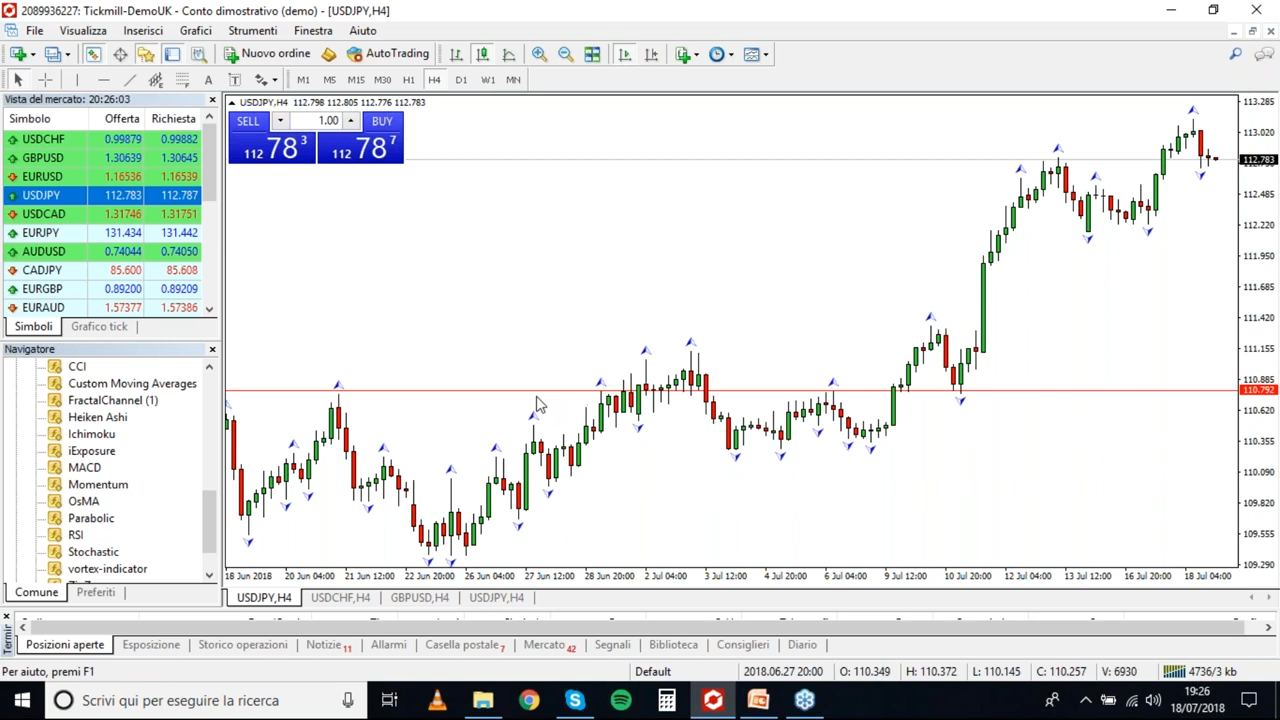 2089936227: Tickmill-DemoUK - Conto dimostrativo (demo) - [USDJPY,H4]
File Visualizza Inserisci Grafici Strumenti Finestra Aiuto
Nuovo ordine AutoTrading
A T M1 M5 M15 M30 H1 H4 D1 W1 MN
Vista del mercato: 20:26:03
Simbolo Offerta Richiesta
USDCHF 0.99879 0.99882
GBPUSD 1.30639 1.30645
EURUSD 1.16536 1.16539
USDJPY 112.783 112.787
USDCAD 1.31746 1.31751
EURJPY 131.434 131.442
AUDUSD 0.74044 0.74050
CADJPY 85.600 85.608
EURGBP 0.89200 0.89209
EURAUD 1.57377 1.57386
Simboli Grafico tick
Navigatore
CCI
Custom Moving Averages
FractalChannel (1)
Heiken Ashi
Ichimoku
iExposure
MACD
Momentum
OsMA
Parabolic
RSI
Stochastic
vortex-indicator
Comune Preferiti
USDJPY,H4 112.798 112.805 112.776 112.783
SELL 1.00 BUY
112 78 3 112 78 7
113.285
113.020
112.783
112.485
112.220
111.950
111.685
111.420
111.155
110.885
110.792
110.620
110.355
110.090
109.820
109.555
109.290
18 Jun 2018 20 Jun 04:00 21 Jun 12:00 22 Jun 20:00 26 Jun 04:00 27 Jun 12:00 28 Jun 20:00 2 Jul 04:00 3 Jul 12:00 4 Jul 20:00 6 Jul 04:00 9 Jul 12:00 10 Jul 20:00 12 Jul 04:00 13 Jul 12:00 16 Jul 20:00 18 Jul 04:00
USDJPY,H4 USDCHF,H4 GBPUSD,H4 USDJPY,H4
Posizioni aperte Esposizione Storico operazioni Notizie 11 Allarmi Casella postale 7 Mercato 42 Segnali Biblioteca Consiglieri Diario
Per aiuto, premi F1 Default 2018.06.27 20:00 O: 110.349 H: 110.372 L: 110.145 C: 110.257 V: 6930 4736/3 kb
Scrivi qui per eseguire la ricerca
19:26
18/07/2018